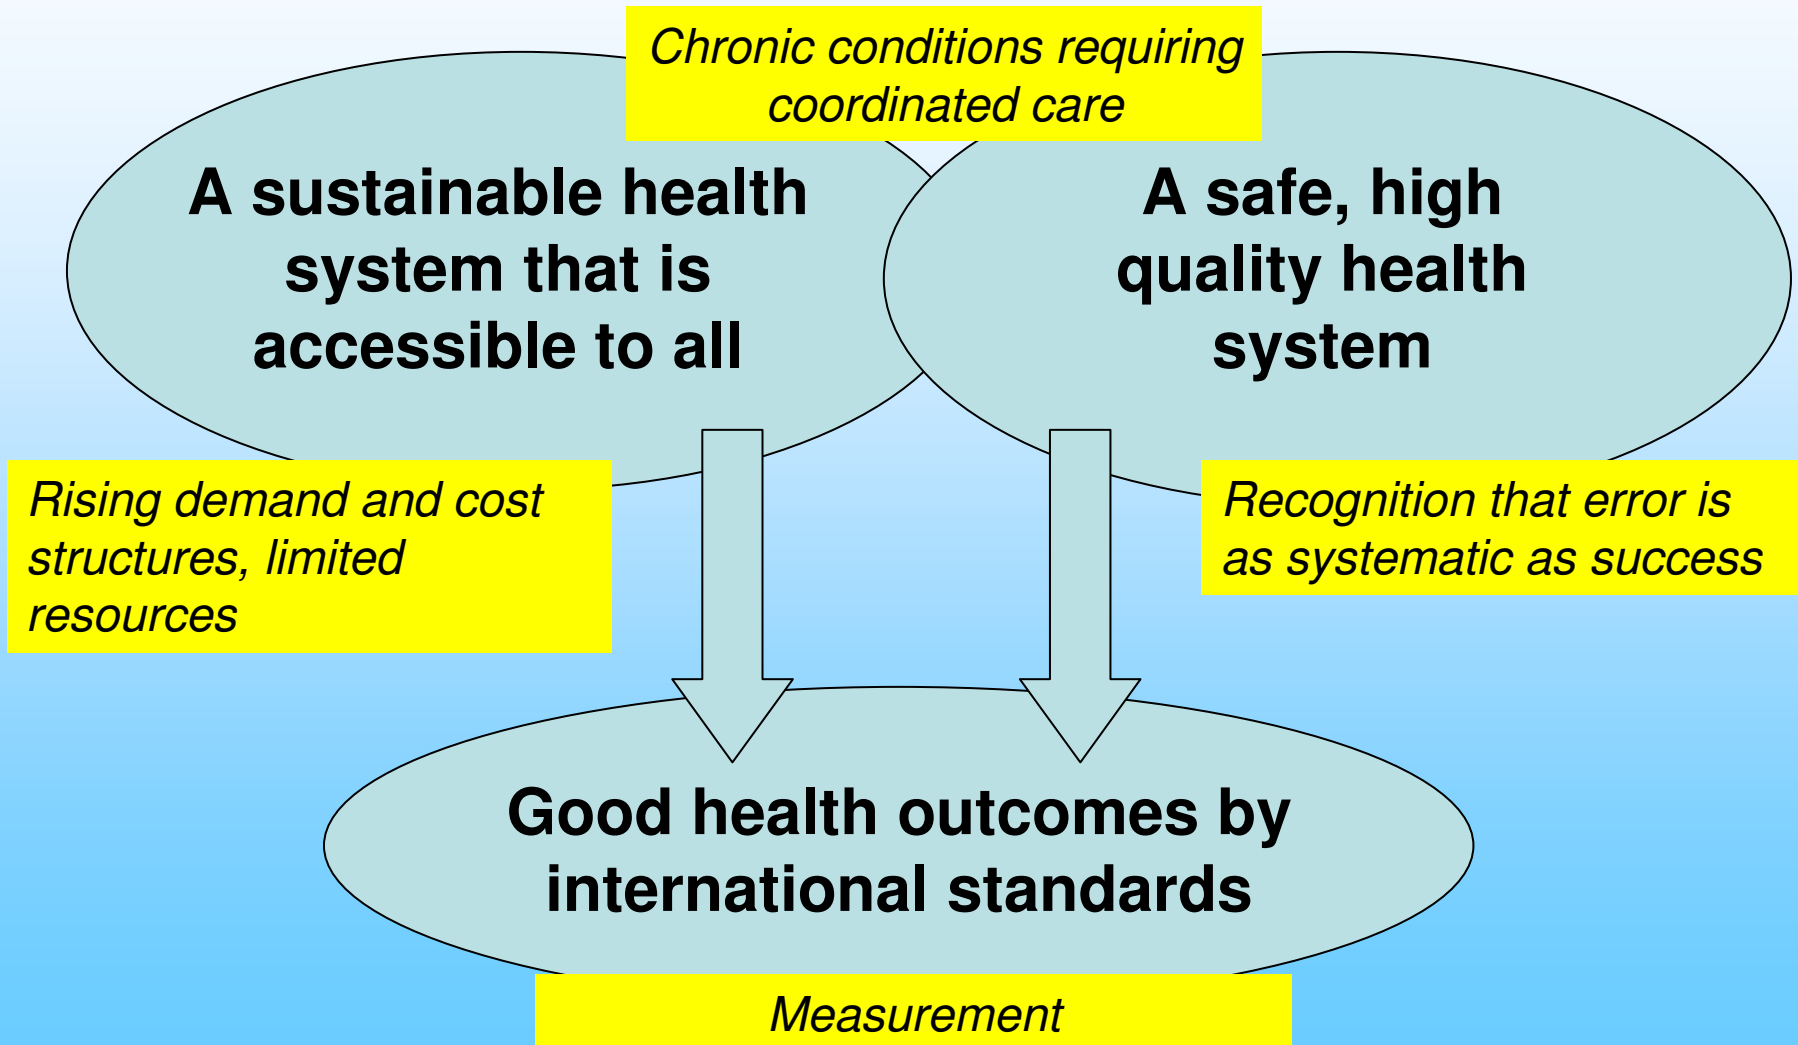 Chronic conditions requiring
coordinated care
A sustainable health
system that is
accessible to all
A safe, high
quality health
system
Rising demand and cost
structures, limited
resources
Recognition that error is
as systematic as success
Good health outcomes by
international standards
Measurement